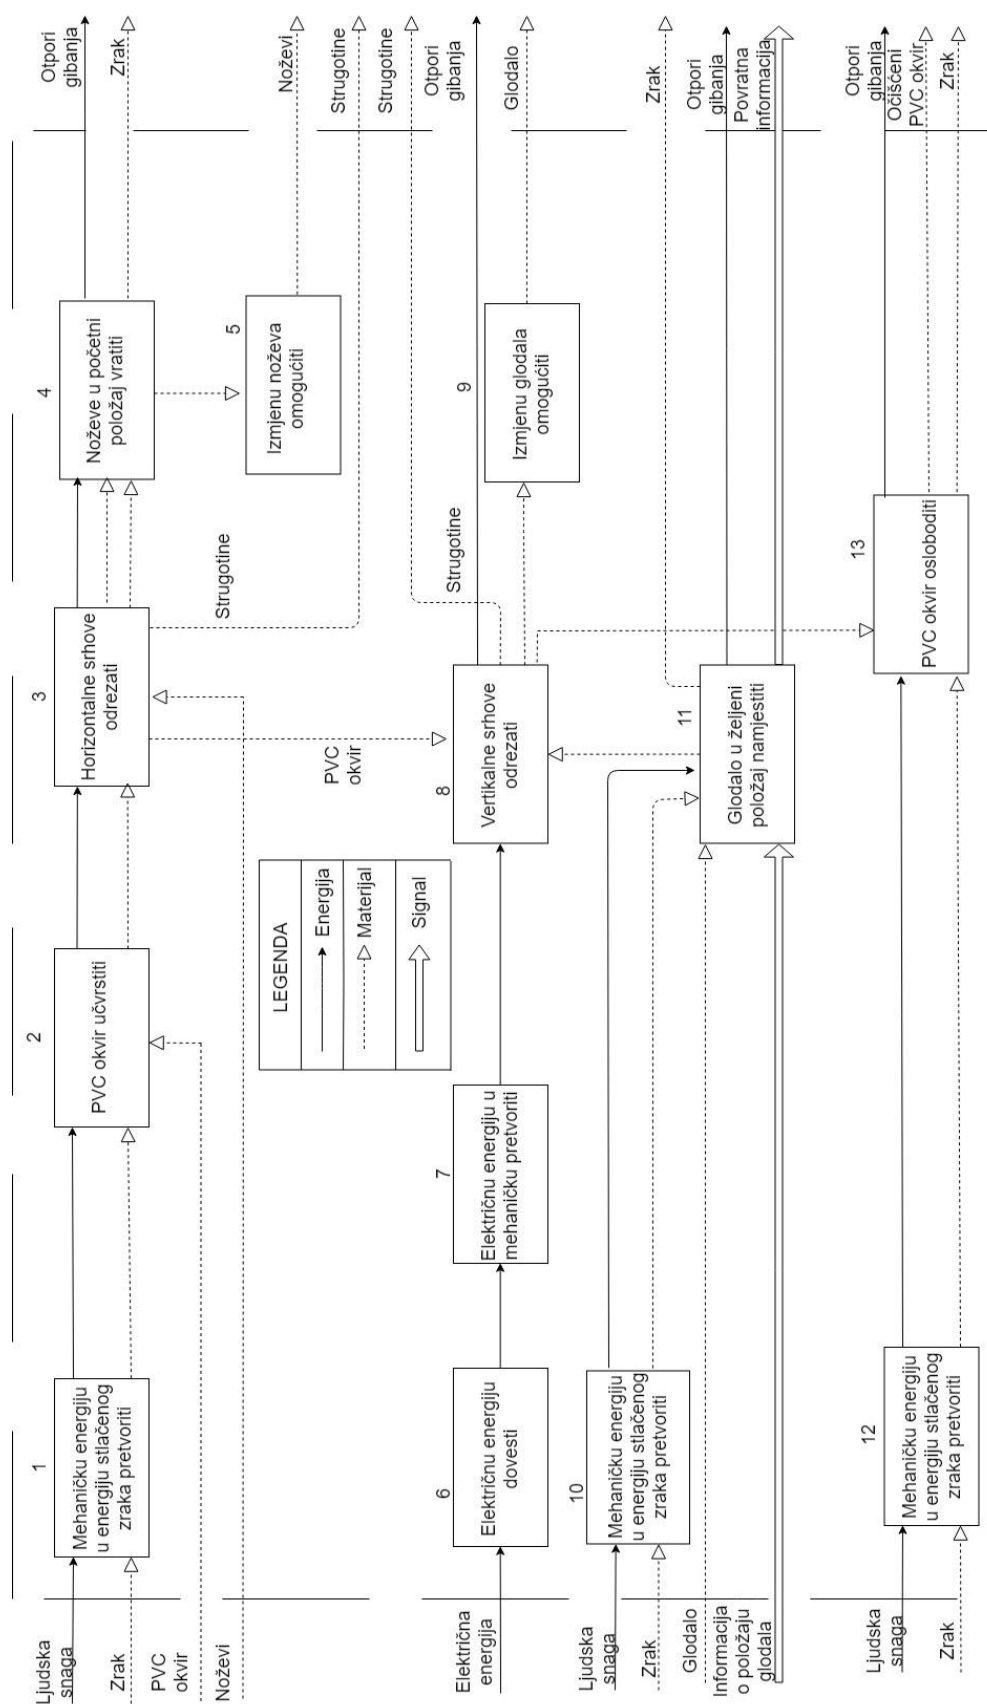 Ljudska
snaga
Zrak
PVC
okvir
Noževi
1
Mehaničku energiju
u energiju stlačenog
zraka pretvoriti
2
PVC okvir učvrstiti
3
Horizontalne srhove
odrezati
4
Noževe u početni
položaj vratiti
Otpori
gibanja
Zrak
5
Izmjenu noževa
omogućiti
Noževi
Strugotine
Strugotine
PVC
okvir
LEGENDA
Energija
Materijal
Signal
Električna
energija
6
Električnu energiju
dovesti
7
Električnu energiju u
mehaničku pretvoriti
8
Vertikalne srhove
odrezati
Strugotine
Strugotine
Otpori
gibanja
9
Izmjenu glodala
omogućiti
Glodalo
Ljudska
snaga
Zrak
Glodalo
Informacija
o položaju
glodala
10
Mehaničku energiju
u energiju stlačenog
zraka pretvoriti
11
Glodalo u željeni
položaj namjestiti
Zrak
Otpori
gibanja
Povratna
informacija
Ljudska
snaga
Zrak
12
Mehaničku energiju
u energiju stlačenog
zraka pretvoriti
13
PVC okvir osloboditi
Otpori
gibanja
Očišćeni
PVC okvir
Zrak